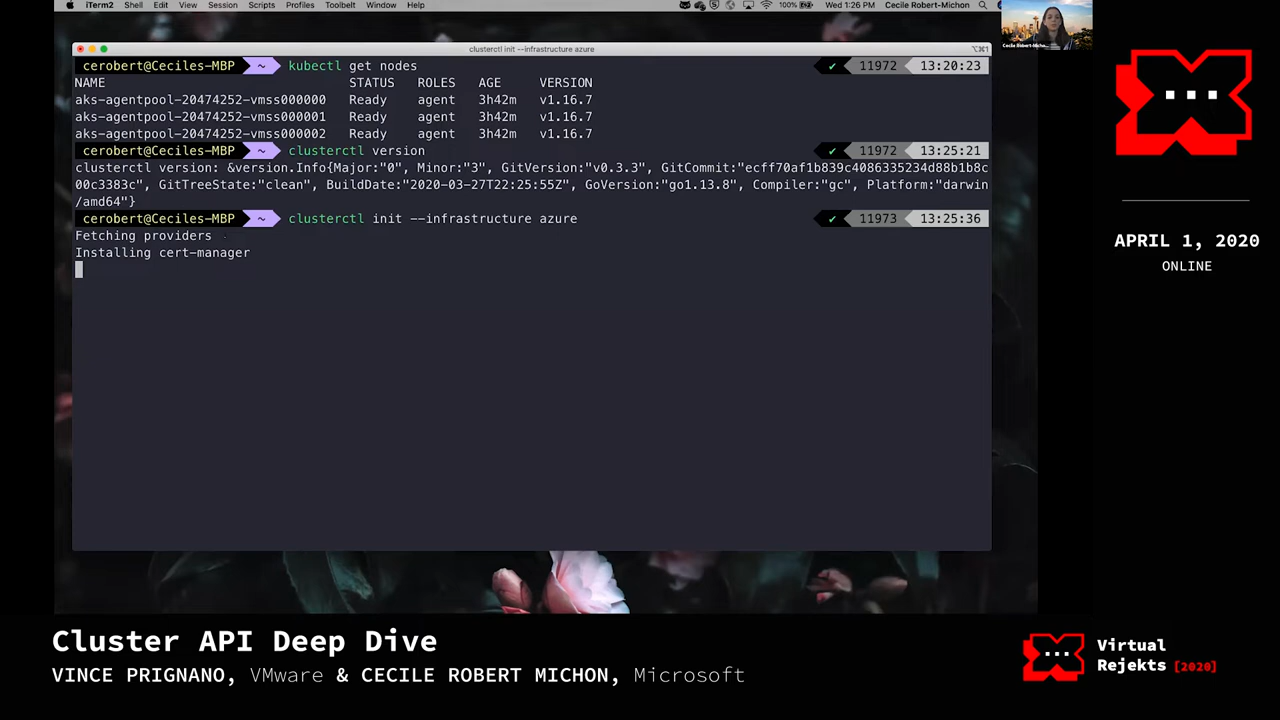 iTerm2 Shell Edit View Session Scripts Profiles Toolbelt Window Help 100% Wed 1:26 PM Cecile Robert-Michon
clusterctl init --infrastructure azure ⌥⌘1
cerobert@Ceciles-MBP ~ kubectl get nodes ✔ 11972 13:20:23
NAME STATUS ROLES AGE VERSION
aks-agentpool-20474252-vmss000000 Ready agent 3h42m v1.16.7
aks-agentpool-20474252-vmss000001 Ready agent 3h42m v1.16.7
aks-agentpool-20474252-vmss000002 Ready agent 3h42m v1.16.7
cerobert@Ceciles-MBP ~ clusterctl version ✔ 11972 13:25:21
clusterctl version: &version.Info{Major:"0", Minor:"3", GitVersion:"v0.3.3", GitCommit:"ecff70af1b839c4086335234d88b1b8c
00c3383c", GitTreeState:"clean", BuildDate:"2020-03-27T22:25:55Z", GoVersion:"go1.13.8", Compiler:"gc", Platform:"darwin
/amd64"}
cerobert@Ceciles-MBP ~ clusterctl init --infrastructure azure ✔ 11973 13:25:36
Fetching providers
Installing cert-manager
APRIL 1, 2020
ONLINE
Cluster API Deep Dive
VINCE PRIGNANO, VMware & CECILE ROBERT MICHON, Microsoft
Virtual
Rejekts [2020]